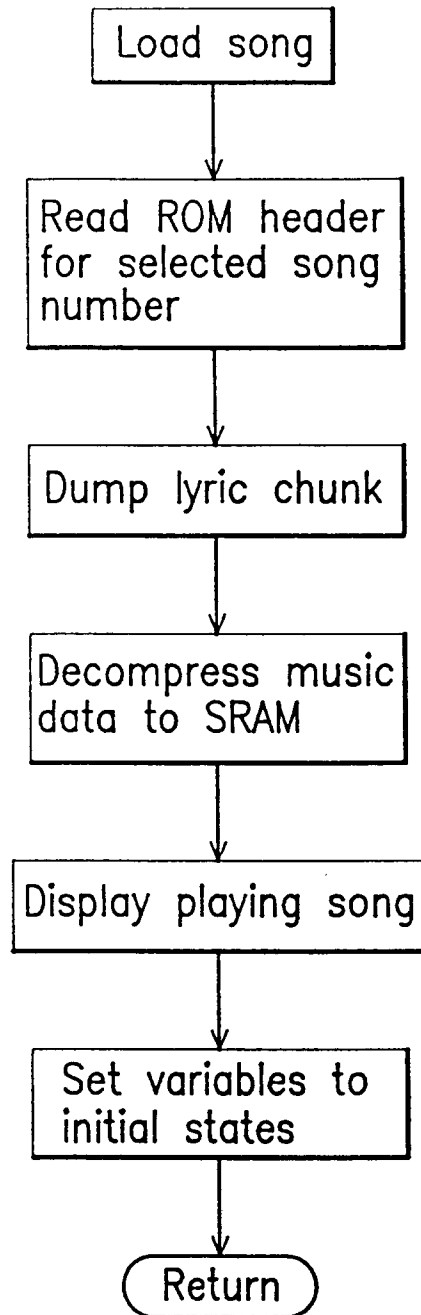 Load song
Read ROM header
for selected song
number
Dump lyric chunk
Decompress music
data to SRAM
Display playing song
Set variables to
initial states
Return